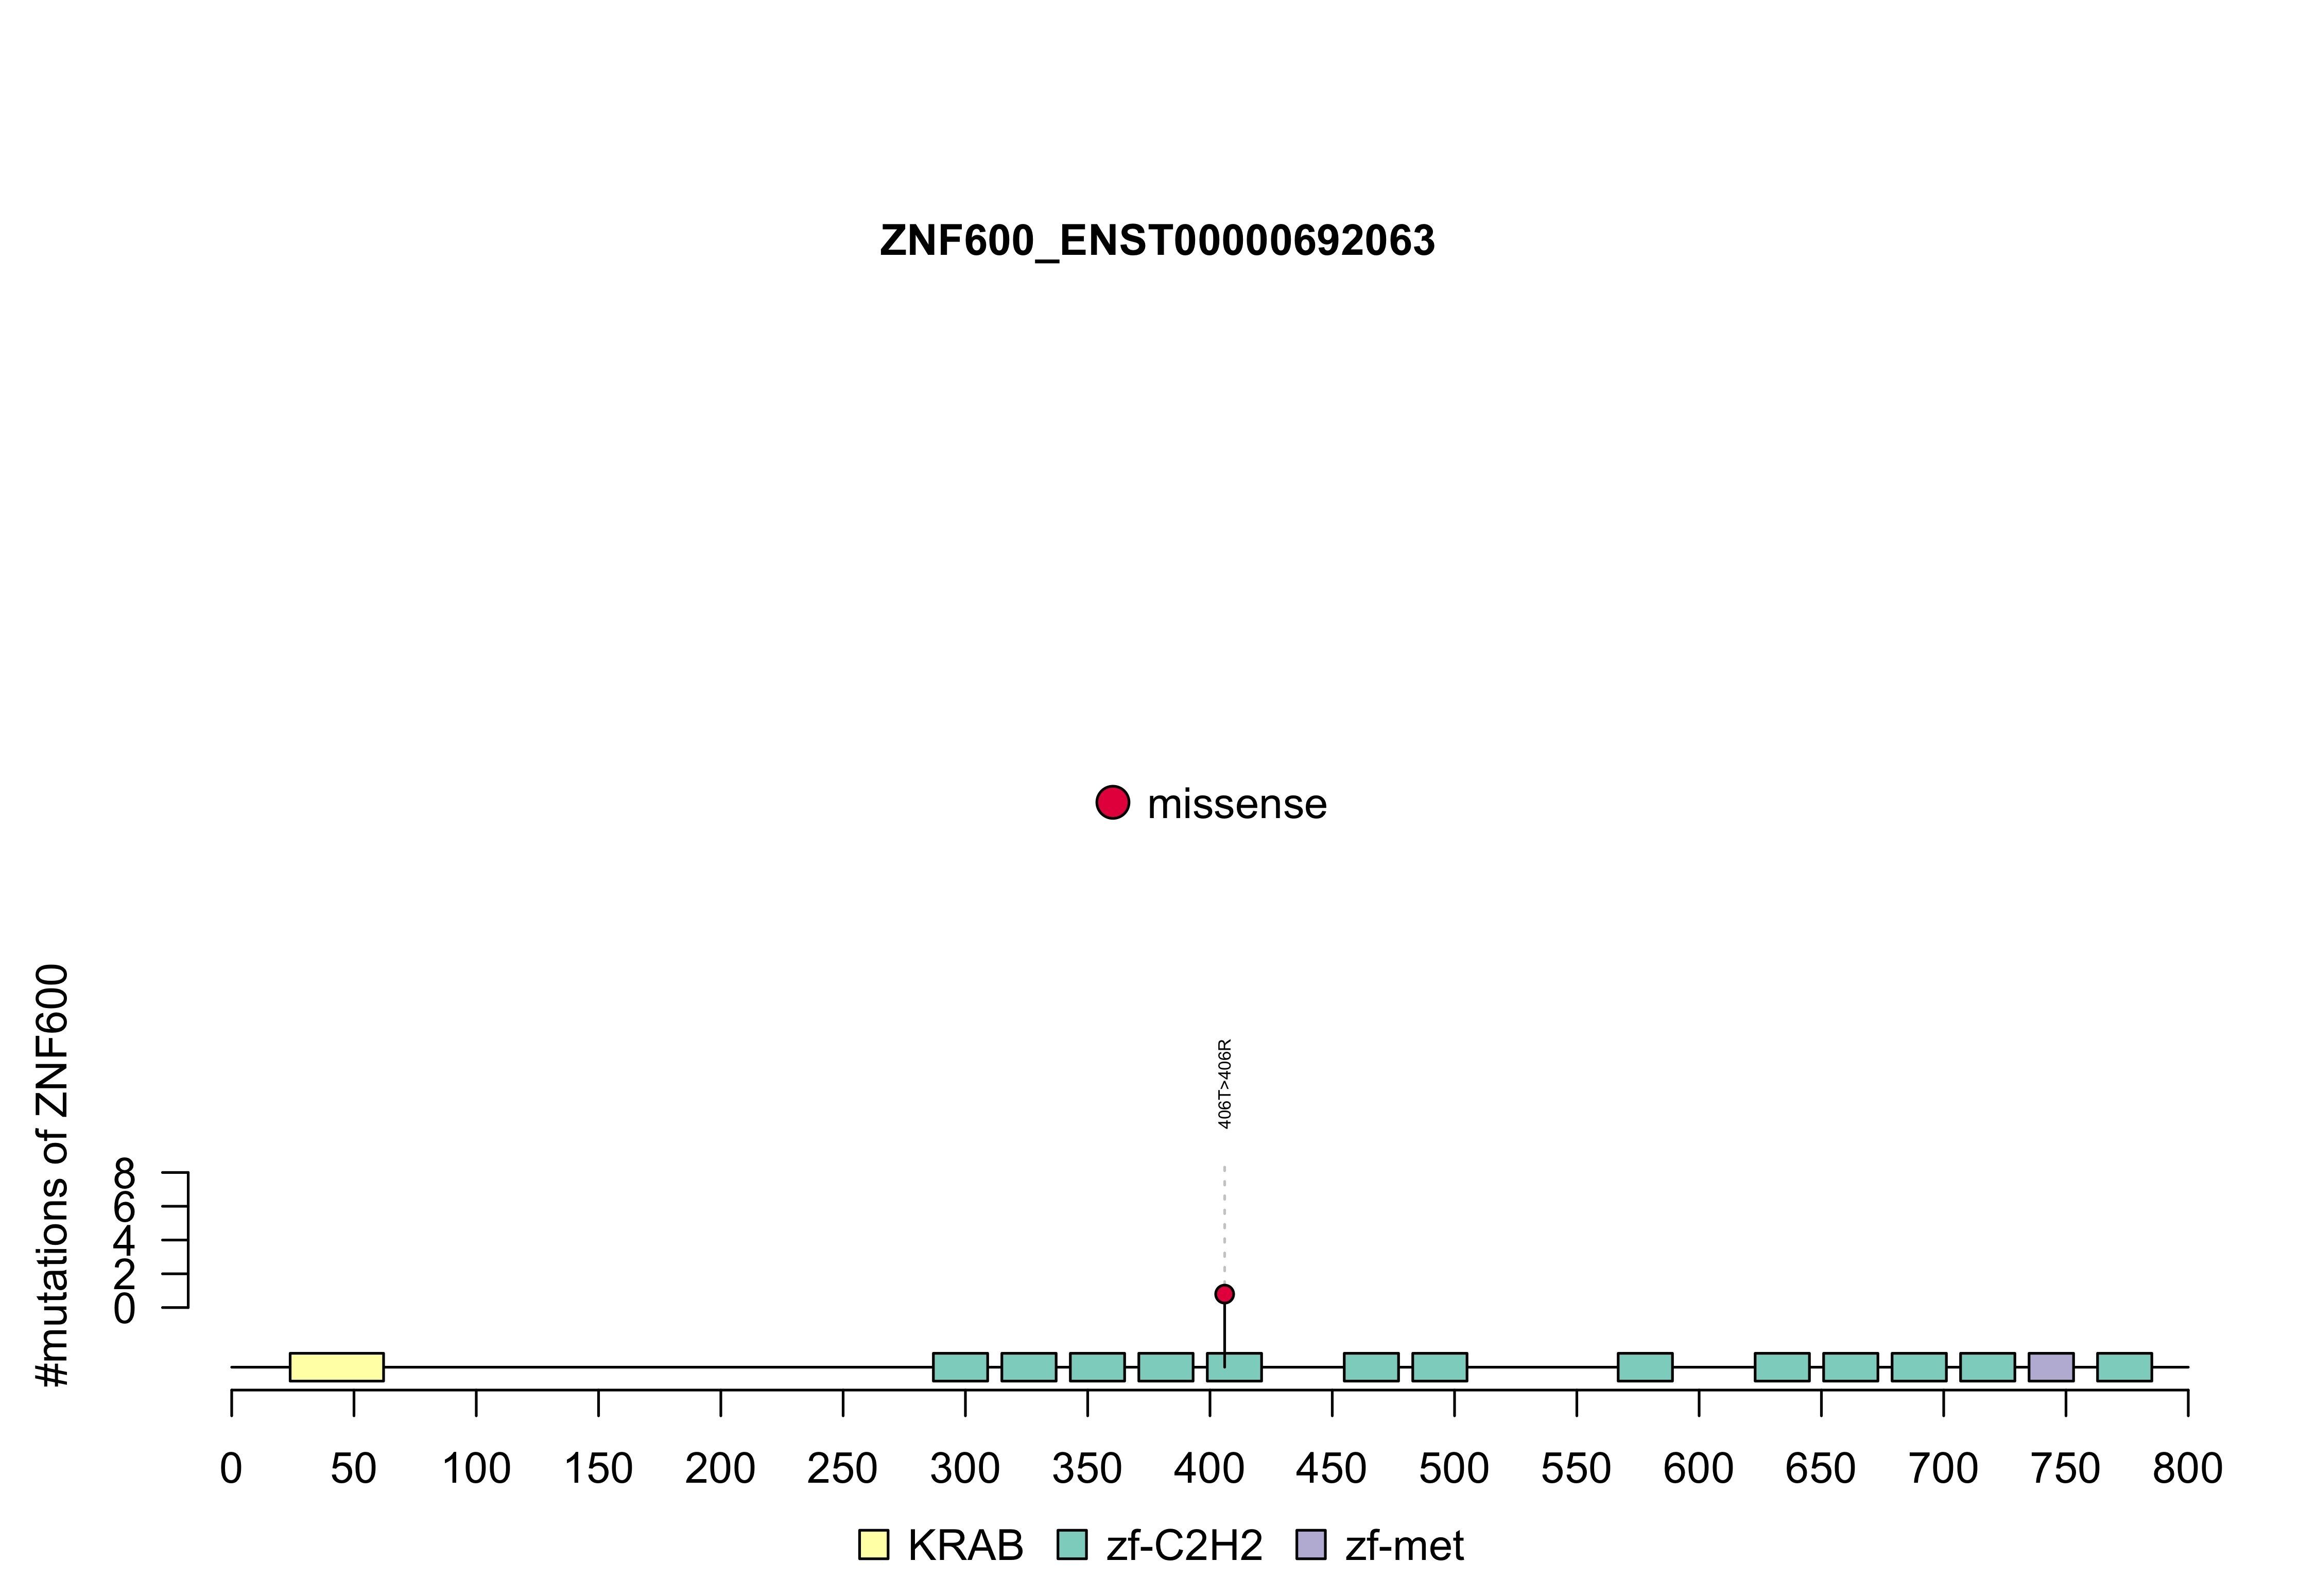 ZNF600_ENST00000692063
missense
#mutations of ZNF600
406T>406R
8
6
4
2
0
0 50 100 150 200 250 300 350 400 450 500 550 600 650 700 750 800
KRAB zf-C2H2 zf-met